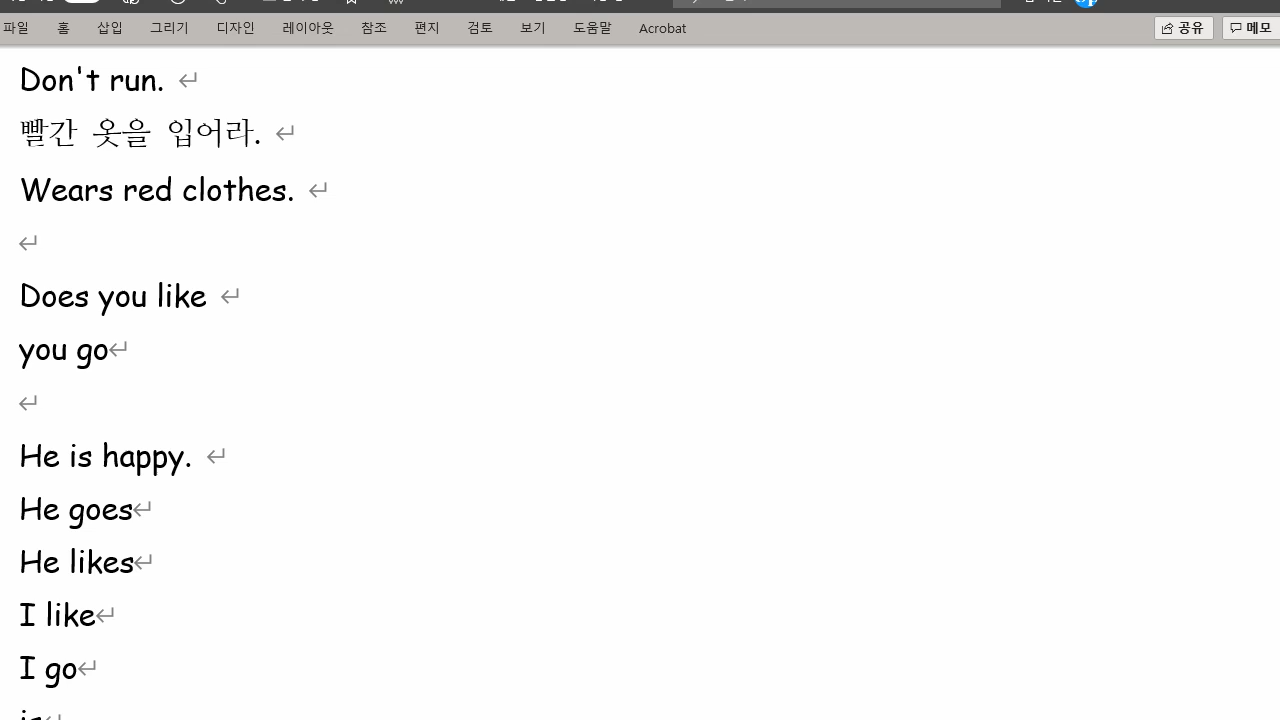 파일 홈 삽입 그리기 디자인 레이아웃 참조 편지 검토 보기 도움말 Acrobat 공유 메모
Don't run.
빨간 옷을 입어라.
Wears red clothes.
Does you like
you go
He is happy.
He goes
He likes
I like
I go